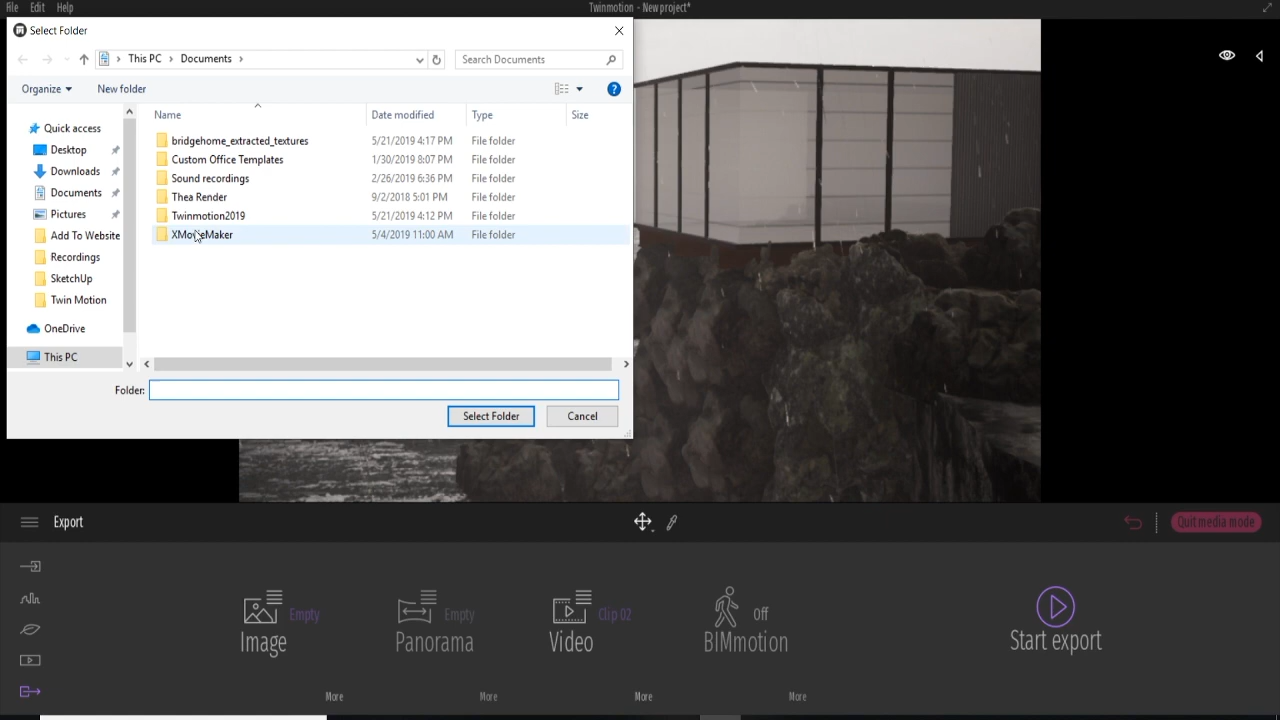 File Edit Help
Twinmotion - New project*
Select Folder
This PC > Documents >
Search Documents
Organize
New folder
Name
Date modified
Type
Size
bridgehome_extracted_textures 5/21/2019 4:17 PM File folder
Custom Office Templates 1/30/2019 8:07 PM File folder
Sound recordings 2/26/2019 6:36 PM File folder
Thea Render 9/2/2018 5:01 PM File folder
Twinmotion2019 5/21/2019 4:12 PM File folder
XMovieMaker 5/4/2019 11:00 AM File folder
Quick access
Desktop
Downloads
Documents
Pictures
Add To Website
Recordings
SketchUp
Twin Motion
OneDrive
This PC
Folder:
Select Folder
Cancel
Export
Quit media mode
Empty
Image
Empty
Panorama
Clip 02
Video
Off
BIMmotion
Start export
More
More
More
More